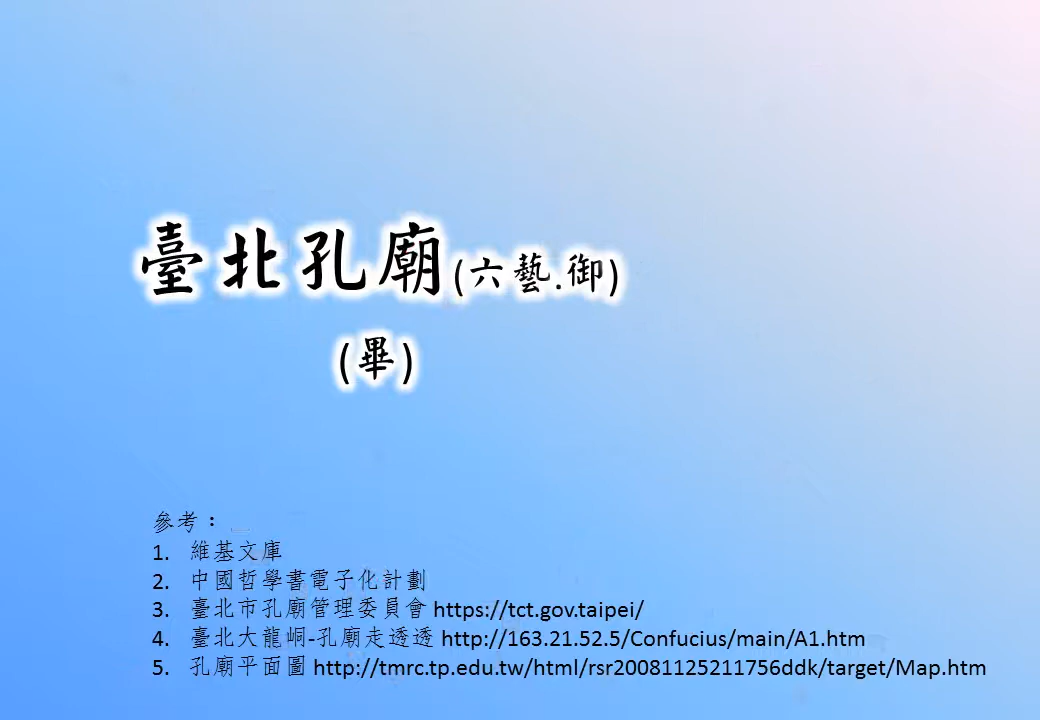 臺北孔廟(六藝.御)
(畢)
參考：
1. 維基文庫
2. 中國哲學書電子化計劃
3. 臺北市孔廟管理委員會 https://tct.gov.taipei/
4. 臺北大龍峒-孔廟走透透 http://163.21.52.5/Confucius/main/A1.htm
5. 孔廟平面圖 http://tmrc.tp.edu.tw/html/rsr20081125211756ddk/target/Map.htm